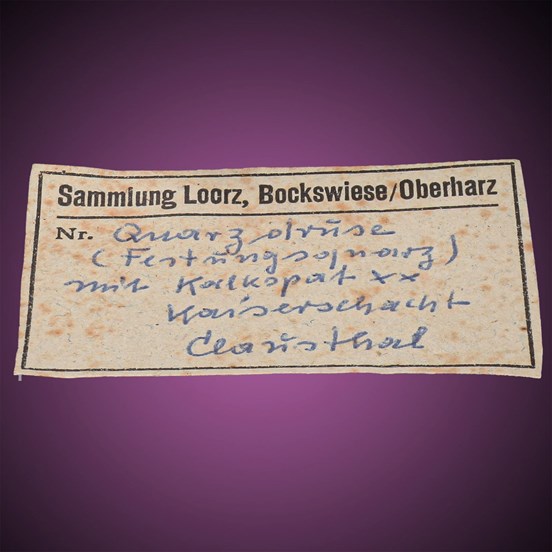 Sammlung Loorz, Bockswiese/Oberharz
Nr. Quarzdruse
(Festungsquarz)
mit Kalkspat xx
Kaiserschacht
Clausthal